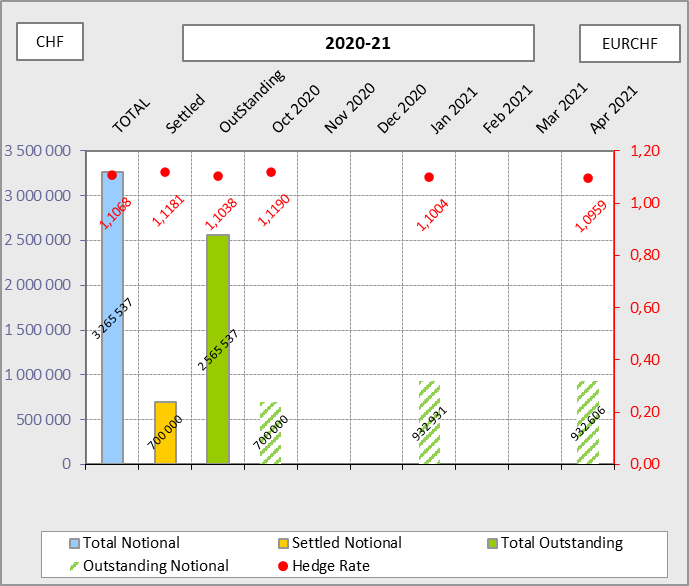 CHF
2020-21
EURCHF
TOTAL
Settled
OutStanding
Oct 2020
Nov 2020
Dec 2020
Jan 2021
Feb 2021
Mar 2021
Apr 2021
3 500 000
3 000 000
2 500 000
2 000 000
1 500 000
1 000 000
500 000
0
1,20
1,00
0,80
0,60
0,40
0,20
0,00
1,1068
1,1181
1,1038
1,1190
1,1004
1,0959
3 265 537
700 000
2 565 537
700 000
932 931
932 606
Total Notional
Settled Notional
Total Outstanding
Outstanding Notional
Hedge Rate